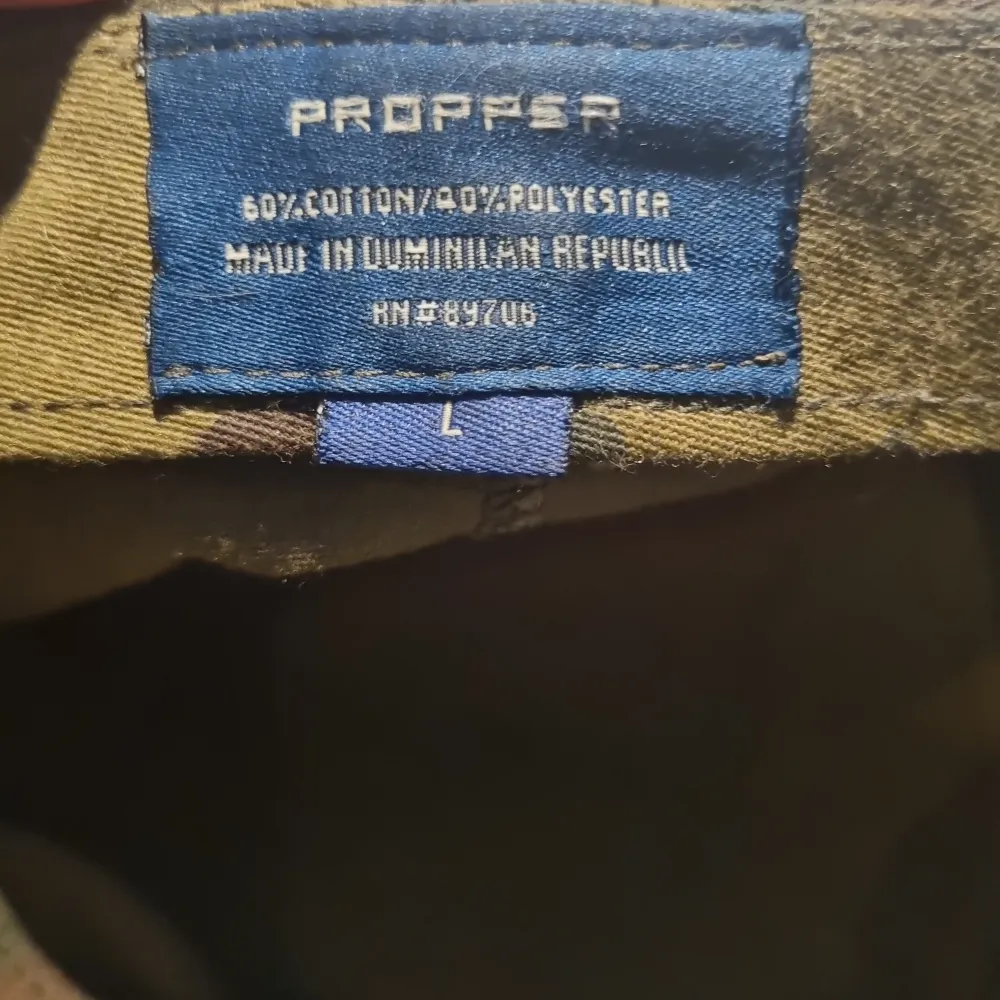 PROPPER
60% COTTON/40% POLYESTER
MADE IN DOMINICAN REPUBLIC
RN#89706
L